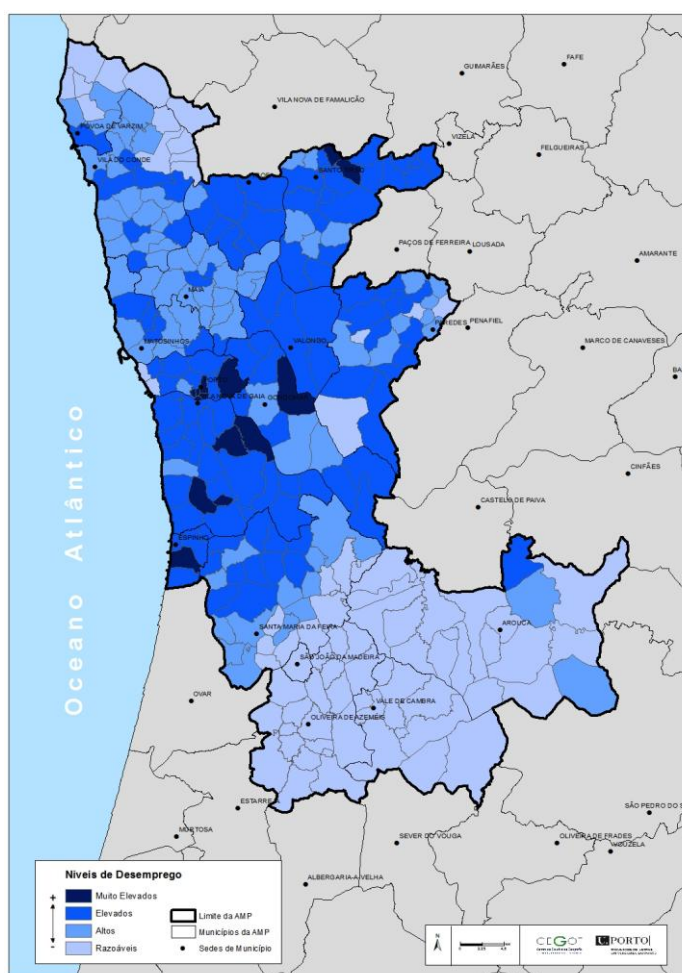 GUIMARÃES
FAFE
VILA NOVA DE FAMALICÃO
PÓVOA DE VARZIM
VIZELA
FELGUEIRAS
VILA DO CONDE
PAÇOS DE FERREIRA
LOUSADA
AMARANTE
MAIA
PAREDES
PENAFIEL
MATOSINHOS
VALONGO
MARCO DE CANAVESES
BA
PORTO
Oceano Atlântico
CINFÃES
CASTELO DE PAIVA
ESPINHO
AROUCA
SANTA MARIA DA FEIRA
SÃO JOÃO DA MADEIRA
OVAR
VALE DE CAMBRA
OLIVEIRA DE AZEMÉIS
ESTARREJA
SÃO PEDRO DO S
MURTOSA
SEVER DO VOUGA
OLIVEIRA DE FRADES
VOUZELA
ALBERGARIA-A-VELHA
Níveis de Desemprego
+
Muito Elevados
Elevados
Altos
-
Razoáveis
Limite da AMP
Municípios da AMP
Sedes de Município
N
CEGOT
U.PORTO